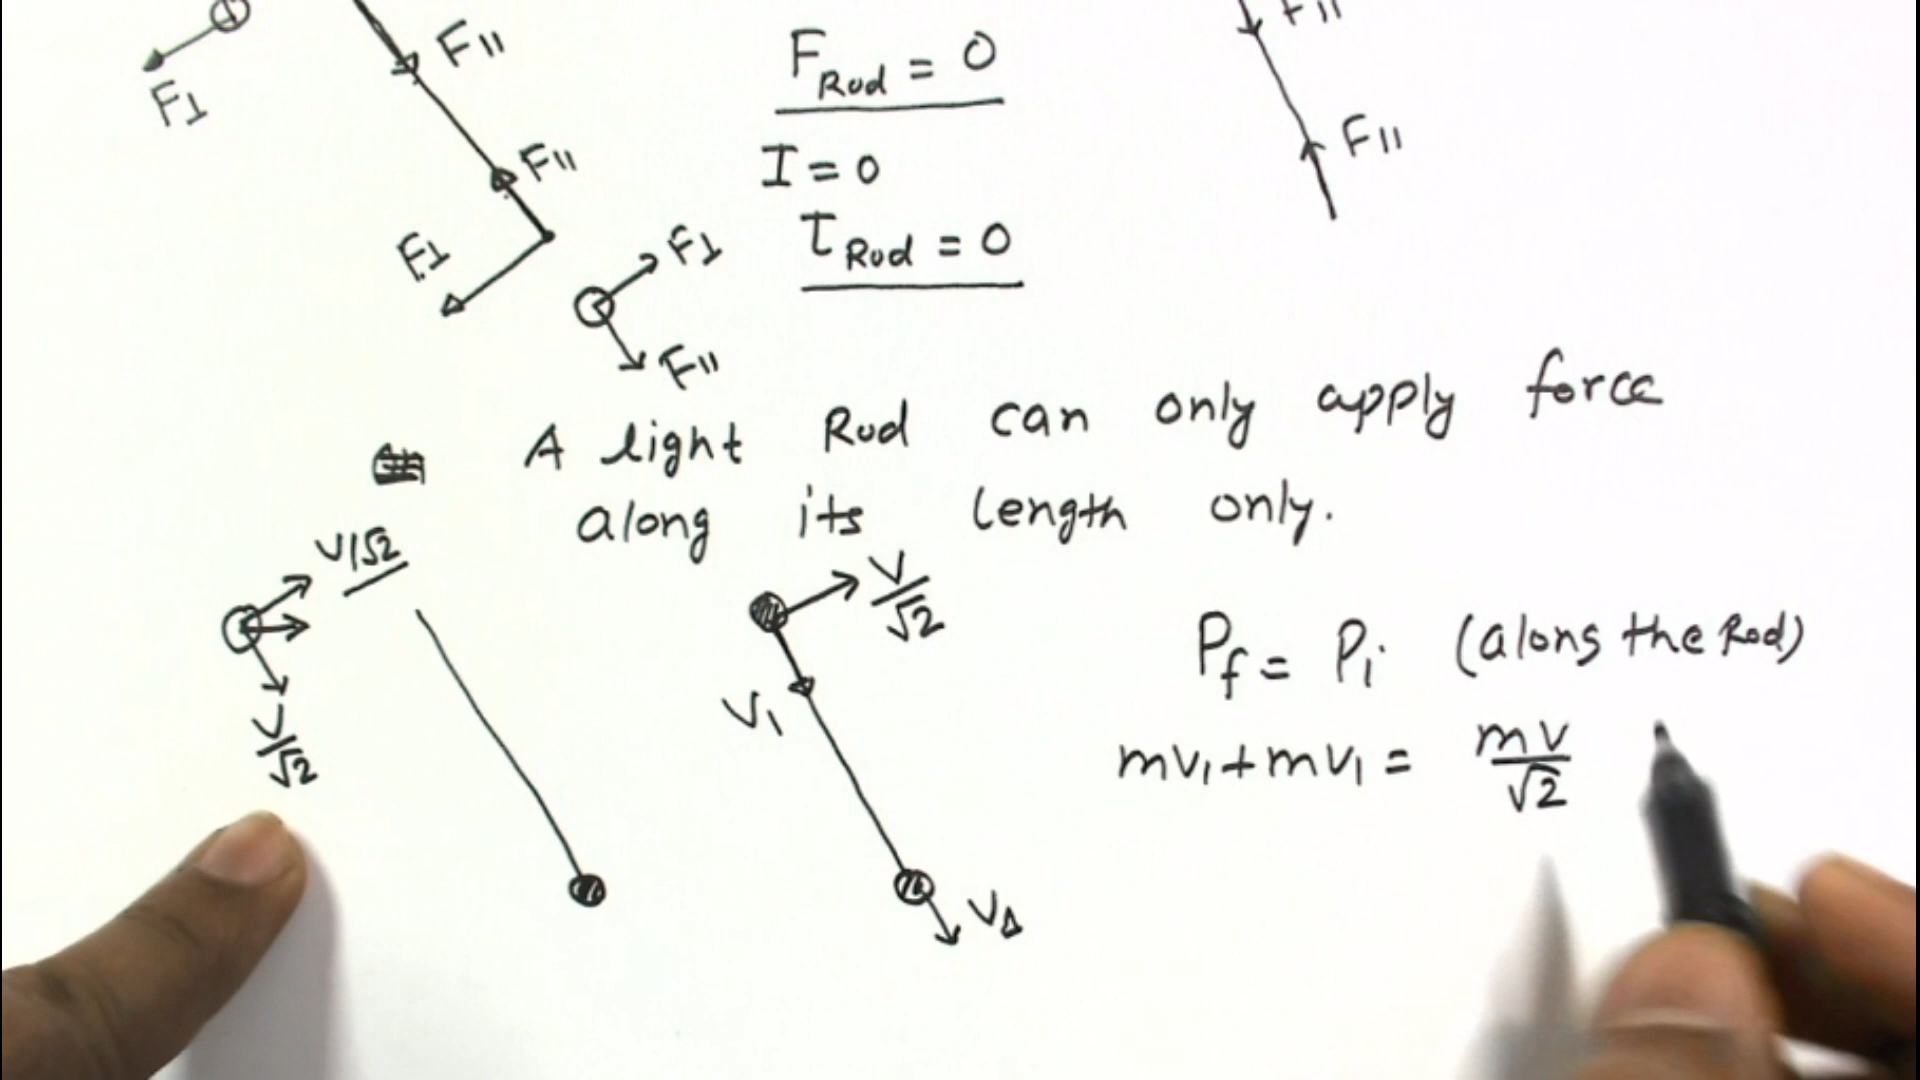 F⊥
F||
F||
F⊥
F⊥
F||
F_Rod = 0
I = 0
τ_Rod = 0
F||
F||
A light Rod can only apply force
along its length only.
V/√2
V/√2
V/√2
V₁
P_f = P_i (along the Rod)
mv₁ + mv₁ = mv/√2